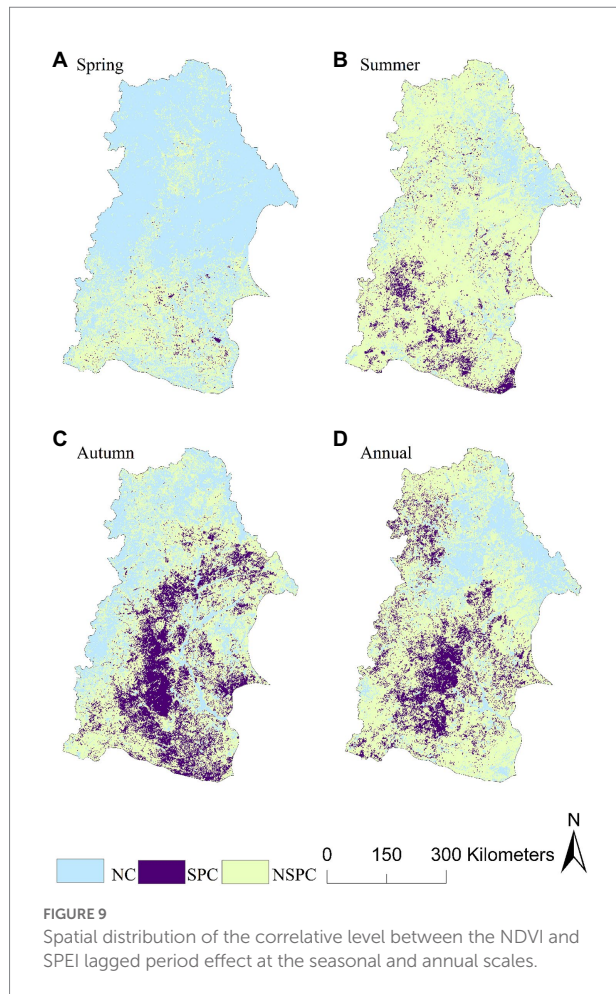 A Spring
B Summer
C Autumn
D Annual
N
NC SPC NSPC 0 150 300 Kilometers
FIGURE 9
Spatial distribution of the correlative level between the NDVI and
SPEI lagged period effect at the seasonal and annual scales.